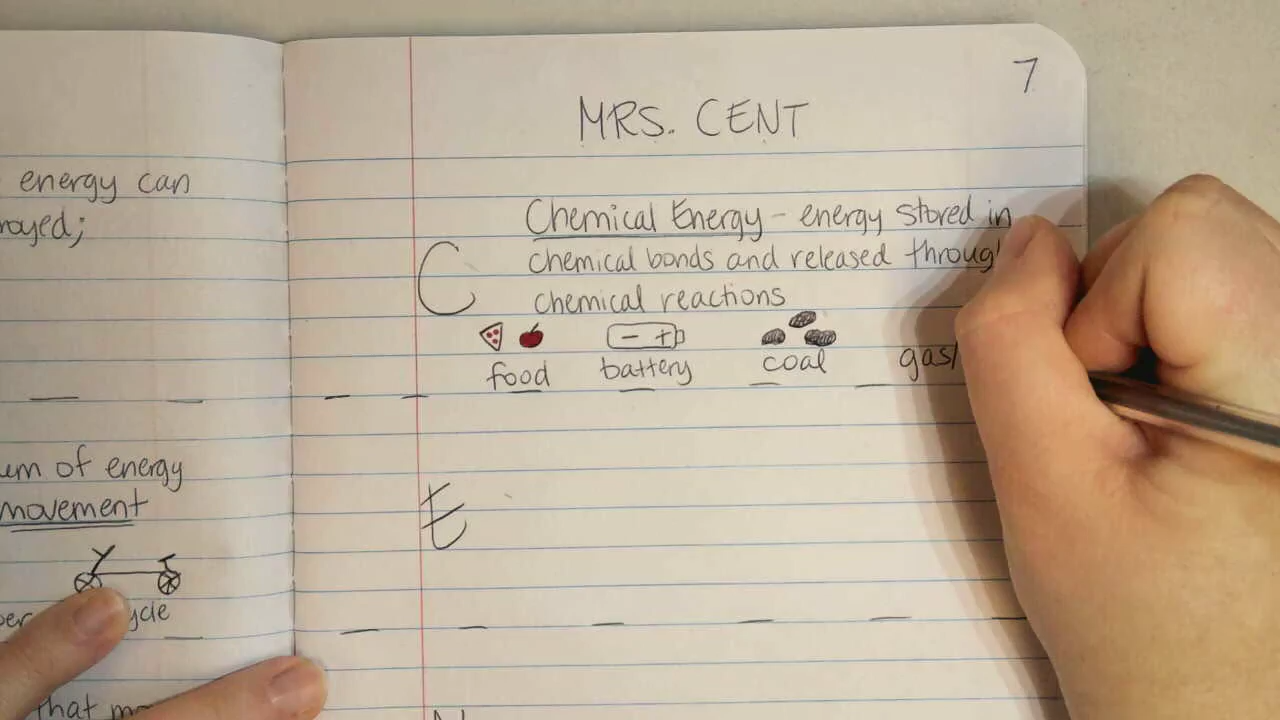 energy can
royed;
um of energy
movement
ycle
that
7
MRS. CENT
C
Chemical Energy - energy stored in
chemical bonds and released throug
chemical reactions
- +
food battery coal gas/
E
N